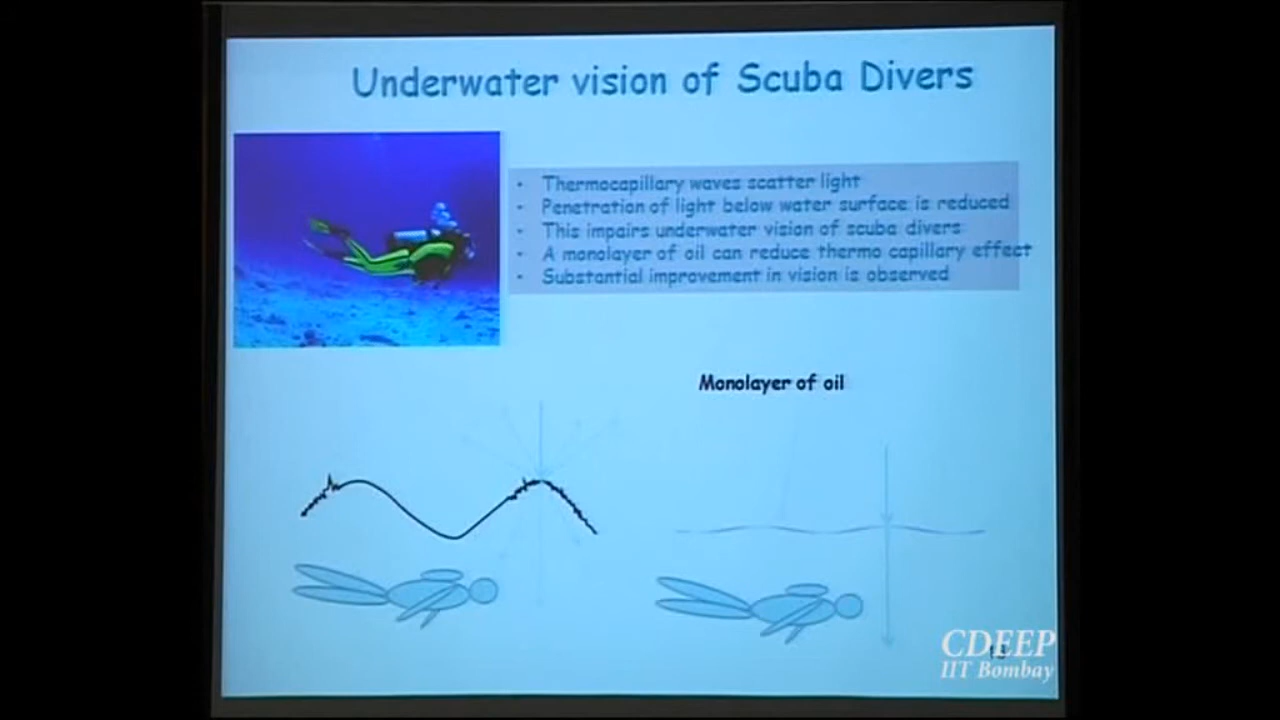 Underwater vision of Scuba Divers
• Thermocapillary waves scatter light
• Penetration of light below water surface is reduced
• This impairs underwater vision of scuba divers
• A monolayer of oil can reduce thermo capillary effect
• Substantial improvement in vision is observed
Monolayer of oil
CDEEP
IIT Bombay